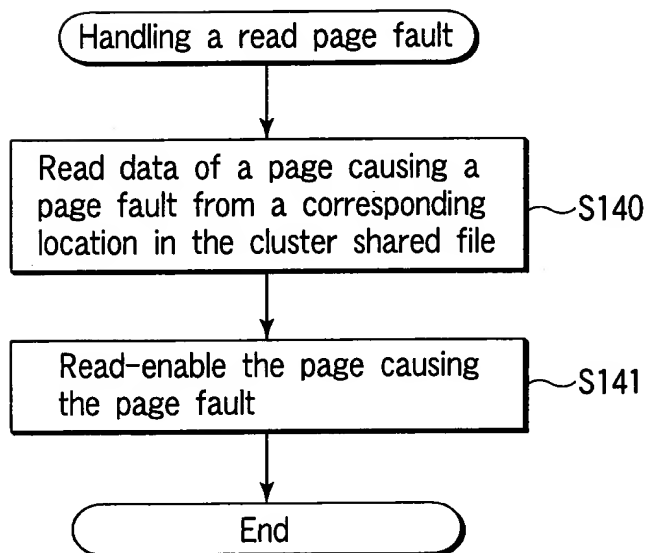 Handling a read page fault
Read data of a page causing a
page fault from a corresponding
location in the cluster shared file
S140
Read-enable the page causing
the page fault
S141
End